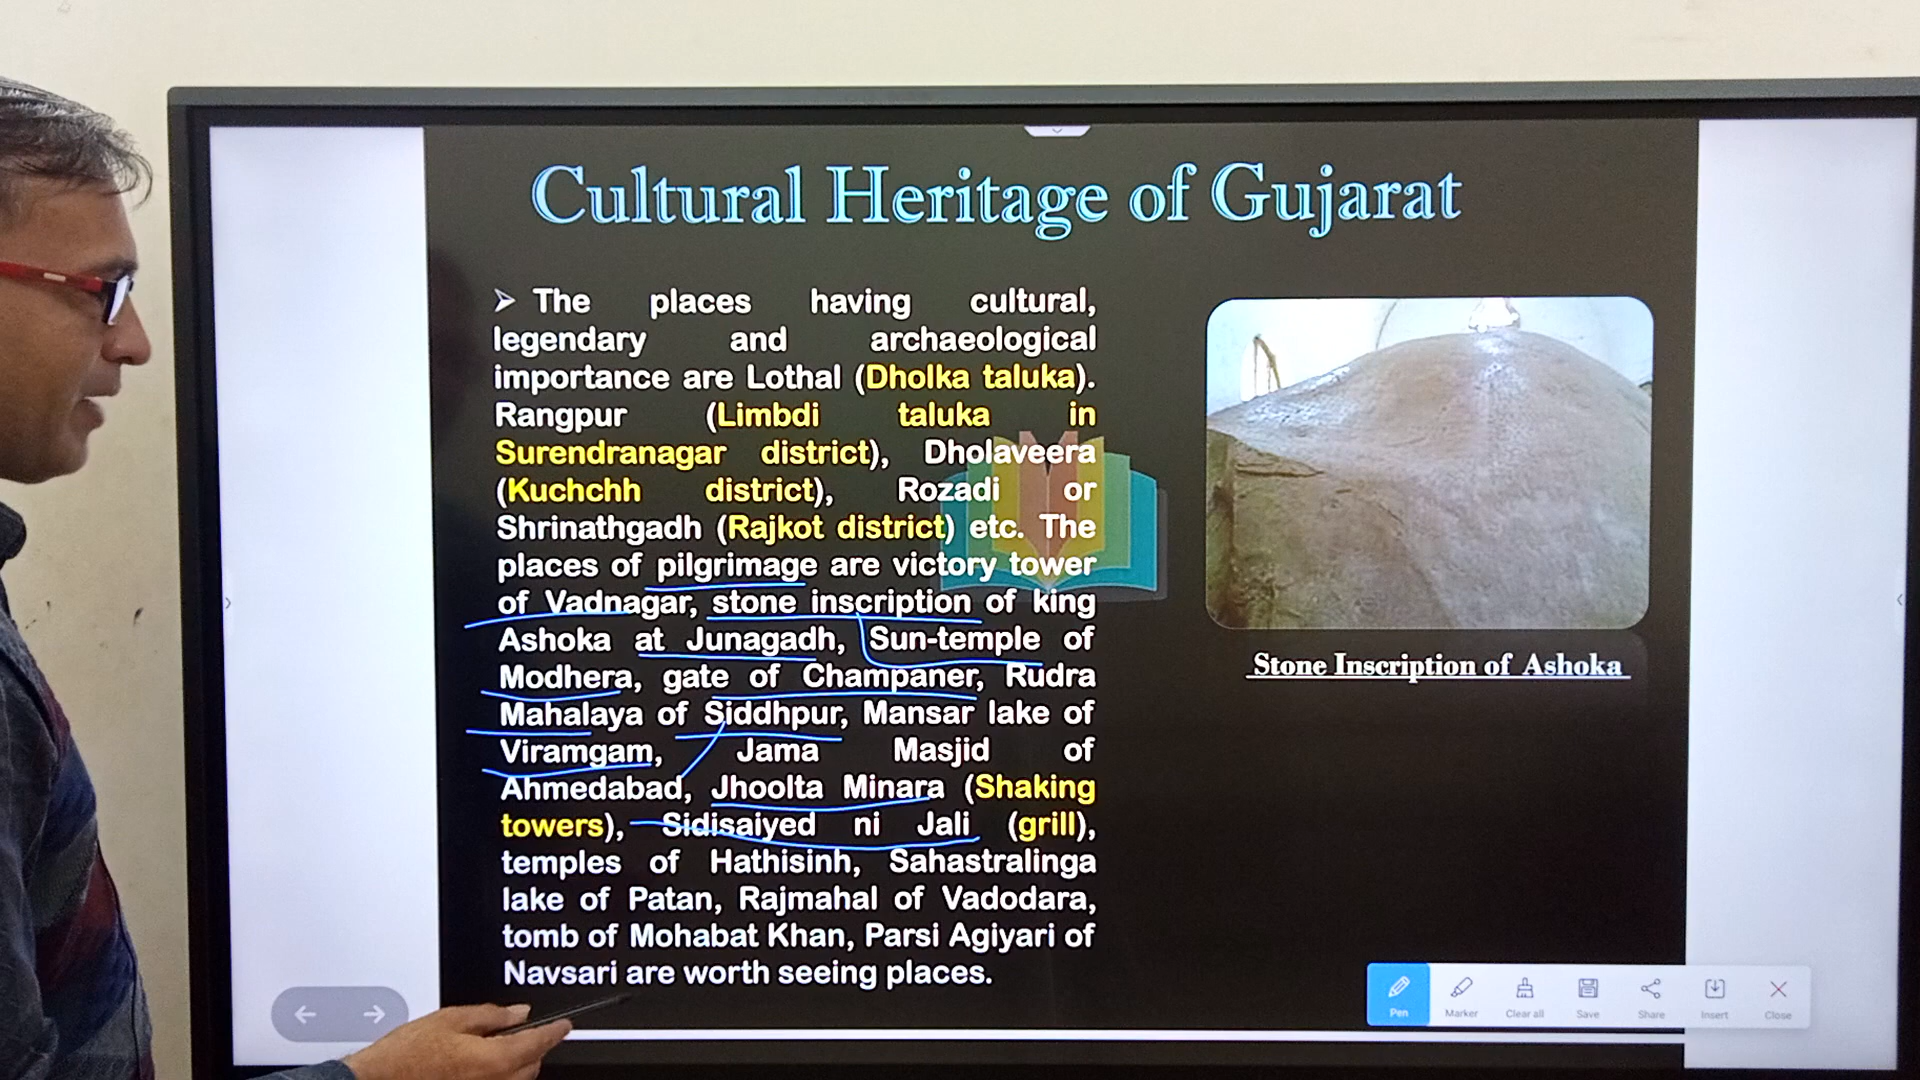 Cultural Heritage of Gujarat
➢ The places having cultural,
legendary and archaeological
importance are Lothal (Dholka taluka).
Rangpur (Limbdi taluka in
Surendranagar district), Dholaveera
(Kuchchh district), Rozadi or
Shrinathgadh (Rajkot district) etc. The
places of pilgrimage are victory tower
of Vadnagar, stone inscription of king
Ashoka at Junagadh, Sun-temple of
Modhera, gate of Champaner, Rudra
Mahalaya of Siddhpur, Mansar lake of
Viramgam, Jama Masjid of
Ahmedabad, Jhoolta Minara (Shaking
towers), Sidisaiyed ni Jali (grill),
temples of Hathisinh, Sahastralinga
lake of Patan, Rajmahal of Vadodara,
tomb of Mohabat Khan, Parsi Agiyari of
Navsari are worth seeing places.
Stone Inscription of Ashoka
Pen Marker Clear all Save Share Insert Close